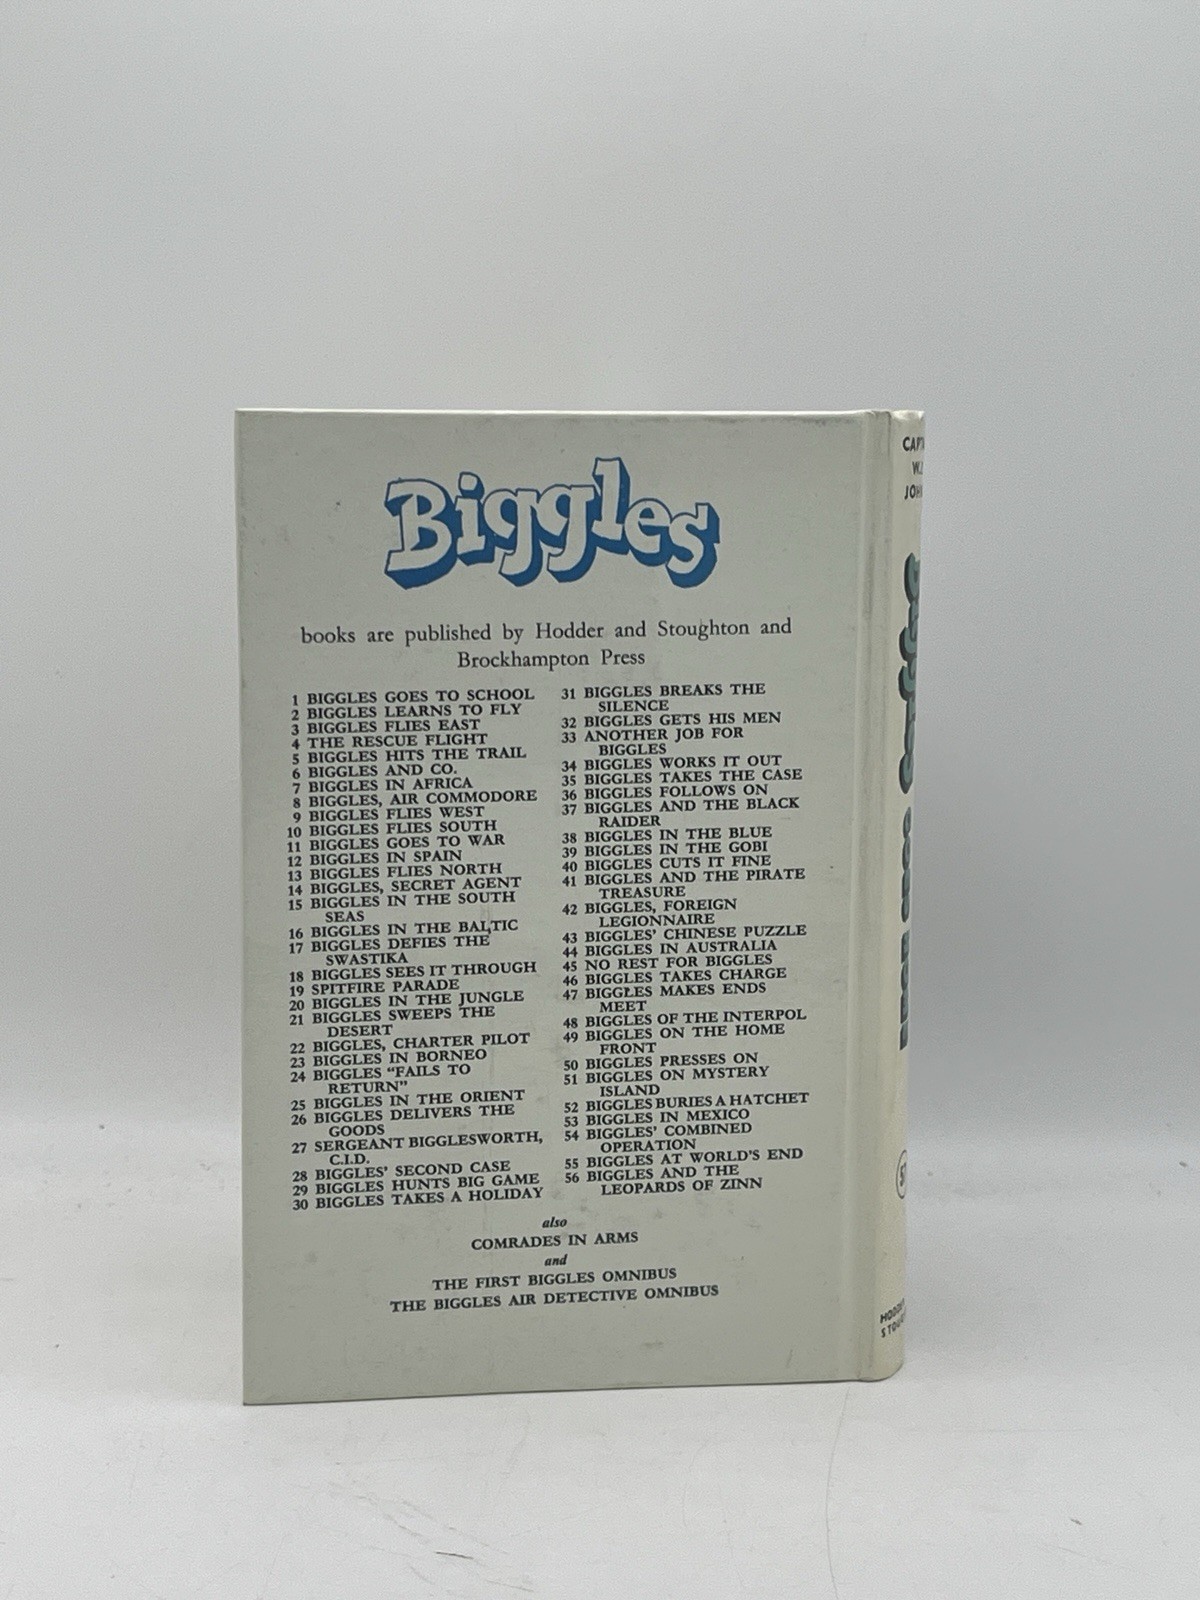 Biggles
books are published by Hodder and Stoughton and
Brockhampton Press
1 BIGGLES GOES TO SCHOOL
2 BIGGLES LEARNS TO FLY
3 BIGGLES FLIES EAST
4 THE RESCUE FLIGHT
5 BIGGLES HITS THE TRAIL
6 BIGGLES AND CO.
7 BIGGLES IN AFRICA
8 BIGGLES, AIR COMMODORE
9 BIGGLES FLIES WEST
10 BIGGLES FLIES SOUTH
11 BIGGLES GOES TO WAR
12 BIGGLES IN SPAIN
13 BIGGLES FLIES NORTH
14 BIGGLES, SECRET AGENT
15 BIGGLES IN THE SOUTH
SEAS
16 BIGGLES IN THE BALTIC
17 BIGGLES DEFIES THE
SWASTIKA
18 BIGGLES SEES IT THROUGH
19 SPITFIRE PARADE
20 BIGGLES IN THE JUNGLE
21 BIGGLES SWEEPS THE
DESERT
22 BIGGLES, CHARTER PILOT
23 BIGGLES IN BORNEO
24 BIGGLES "FAILS TO
RETURN"
25 BIGGLES IN THE ORIENT
26 BIGGLES DELIVERS THE
GOODS
27 SERGEANT BIGGLESWORTH,
C.I.D.
28 BIGGLES' SECOND CASE
29 BIGGLES HUNTS BIG GAME
30 BIGGLES TAKES A HOLIDAY
31 BIGGLES BREAKS THE
SILENCE
32 BIGGLES GETS HIS MEN
33 ANOTHER JOB FOR
BIGGLES
34 BIGGLES WORKS IT OUT
35 BIGGLES TAKES THE CASE
36 BIGGLES FOLLOWS ON
37 BIGGLES AND THE BLACK
RAIDER
38 BIGGLES IN THE BLUE
39 BIGGLES IN THE GOBI
40 BIGGLES CUTS IT FINE
41 BIGGLES AND THE PIRATE
TREASURE
42 BIGGLES, FOREIGN
LEGIONNAIRE
43 BIGGLES' CHINESE PUZZLE
44 BIGGLES IN AUSTRALIA
45 NO REST FOR BIGGLES
46 BIGGLES TAKES CHARGE
47 BIGGLES MAKES ENDS
MEET
48 BIGGLES OF THE INTERPOL
49 BIGGLES ON THE HOME
FRONT
50 BIGGLES PRESSES ON
51 BIGGLES ON MYSTERY
ISLAND
52 BIGGLES BURIES A HATCHET
53 BIGGLES IN MEXICO
54 BIGGLES' COMBINED
OPERATION
55 BIGGLES AT WORLD'S END
56 BIGGLES AND THE
LEOPARDS OF ZINN
also
COMRADES IN ARMS
and
THE FIRST BIGGLES OMNIBUS
THE BIGGLES AIR DETECTIVE OMNIBUS